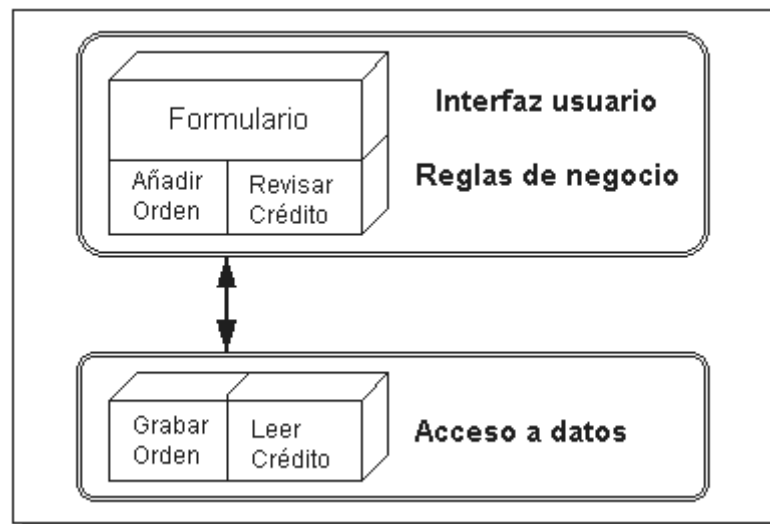 Formulario
Interfaz usuario
Añadir
Orden
Revisar
Crédito
Reglas de negocio
Grabar
Orden
Leer
Crédito
Acceso a datos